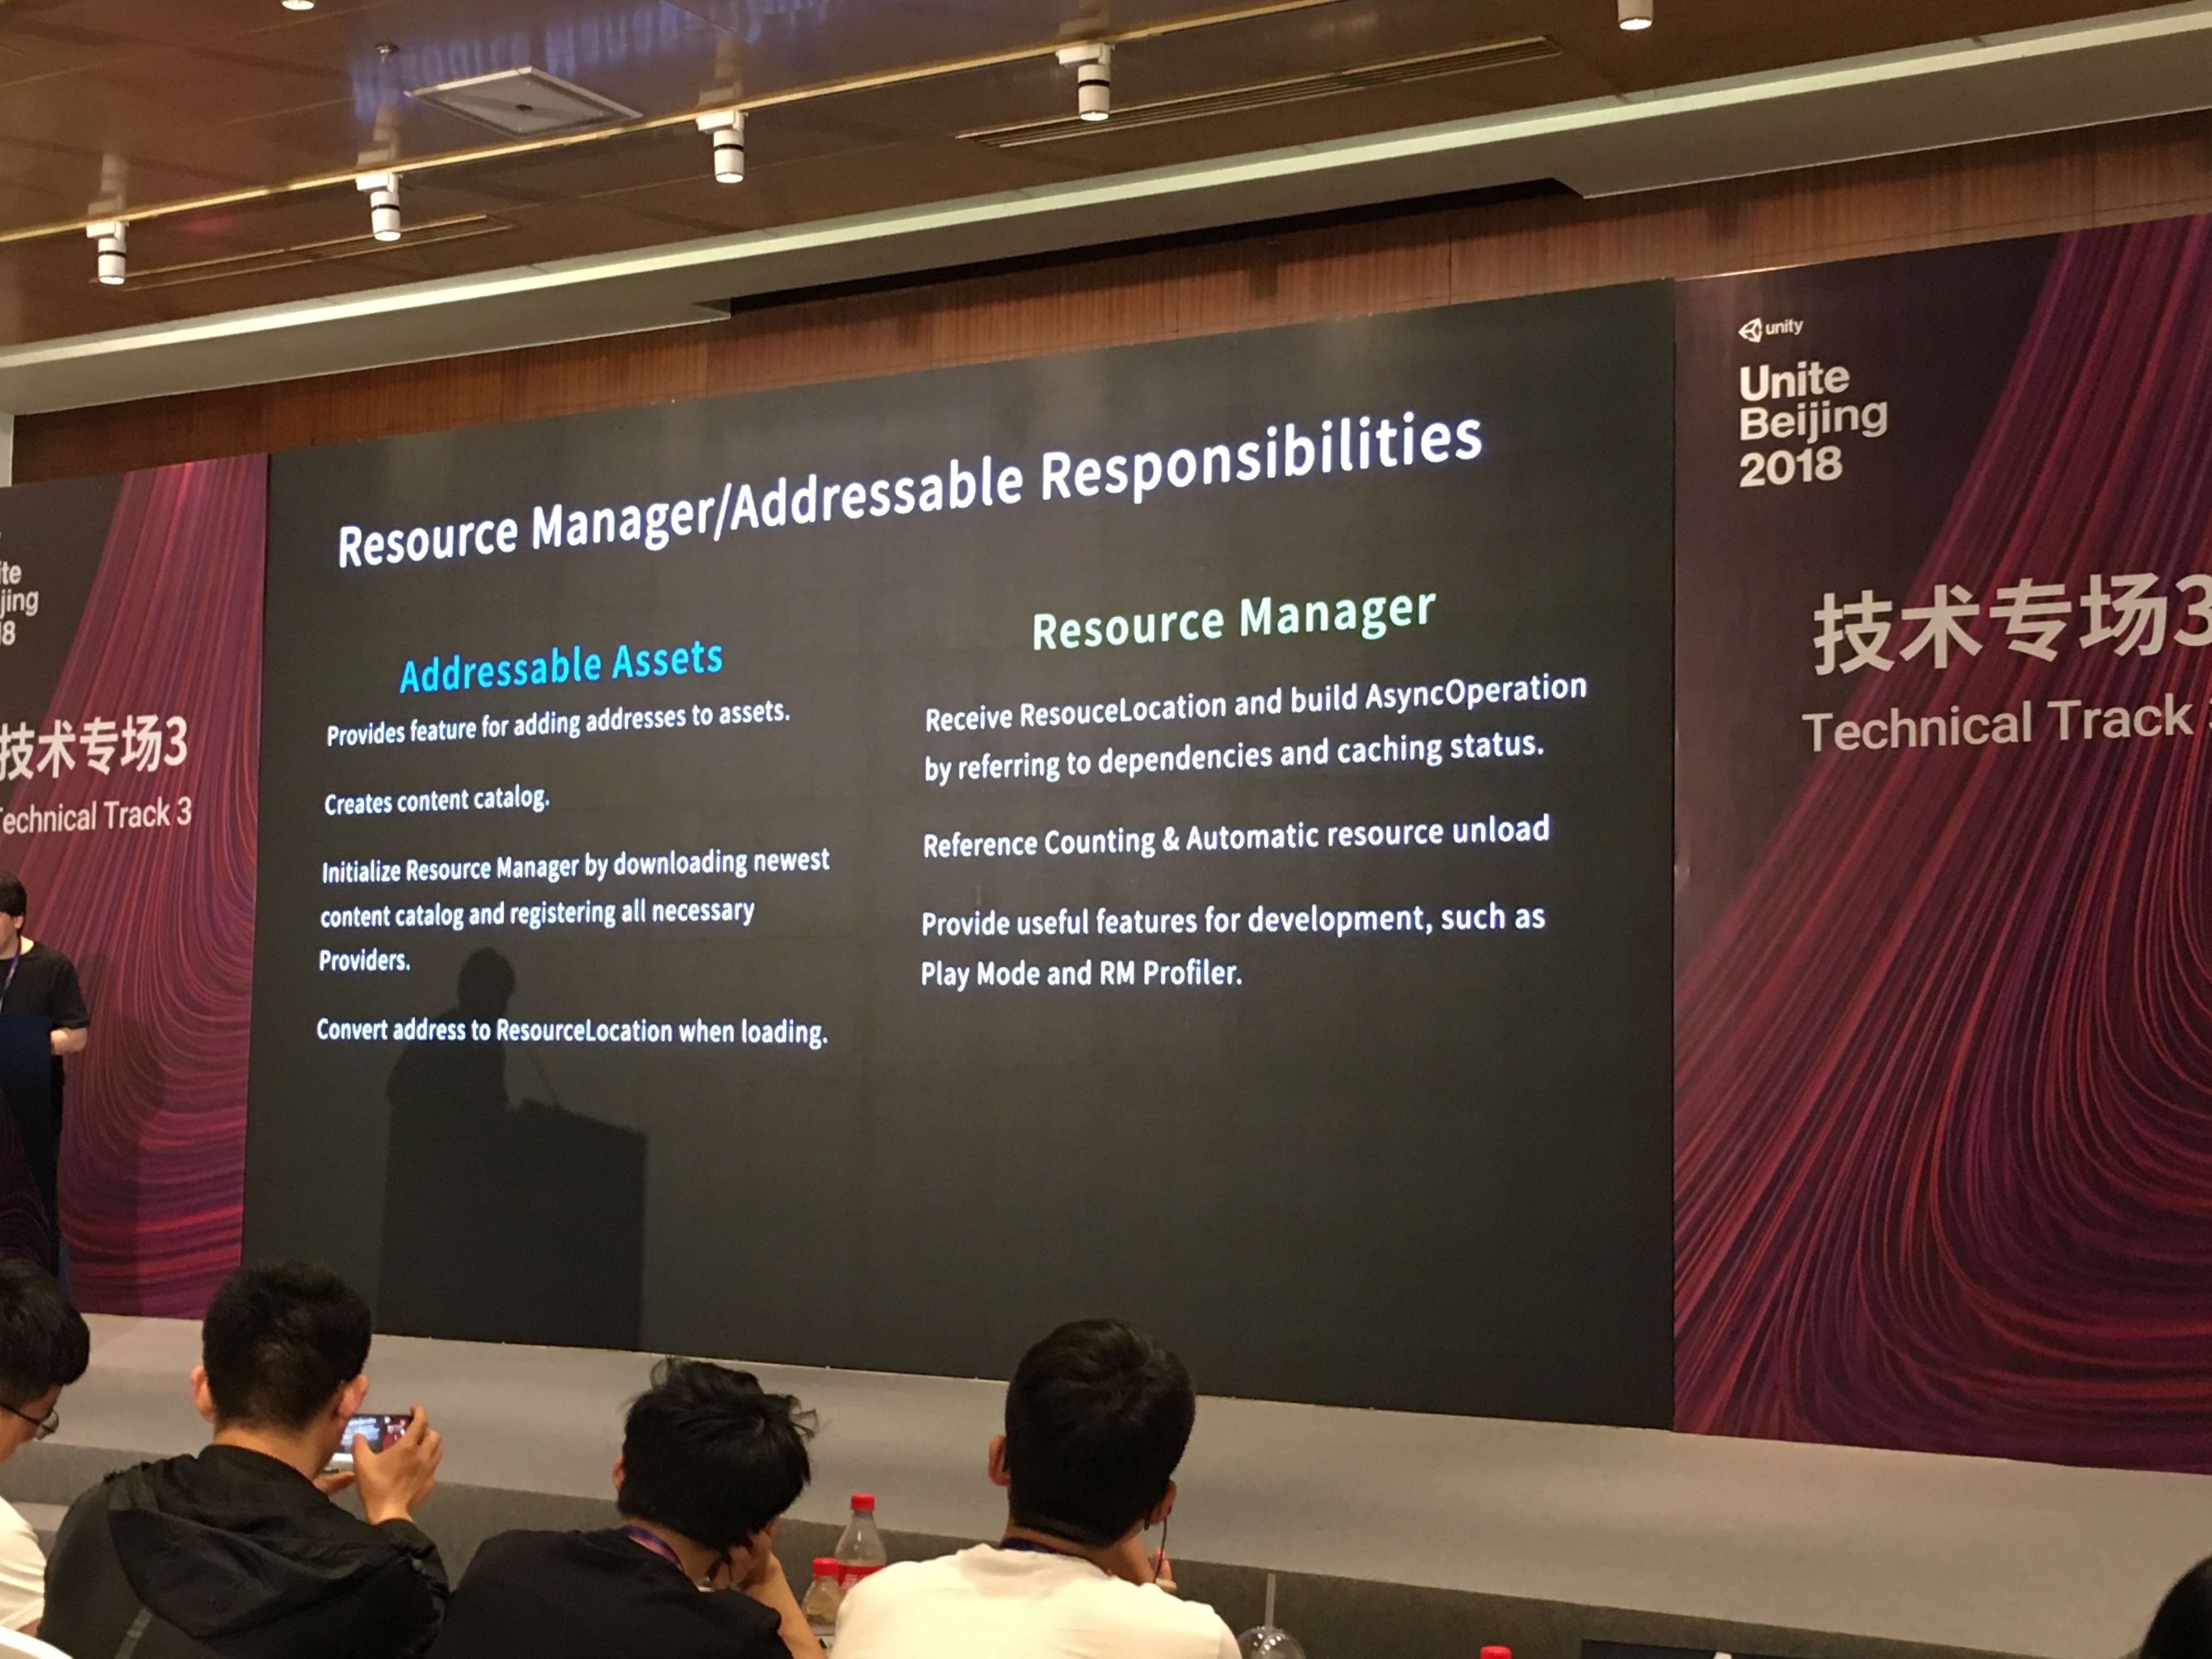 Resource Manager/Addressable Responsibilities
Addressable Assets
Provides feature for adding addresses to assets.
Creates content catalog.
Initialize Resource Manager by downloading newest
content catalog and registering all necessary
Providers.
Convert address to ResourceLocation when loading.
Resource Manager
Receive ResouceLocation and build AsyncOperation
by referring to dependencies and caching status.
Reference Counting & Automatic resource unload
Provide useful features for development, such as
Play Mode and RM Profiler.
unity
Unite
Beijing
2018
技术专场3
Technical Track
ite
jing
18
技术专场3
Technical Track 3